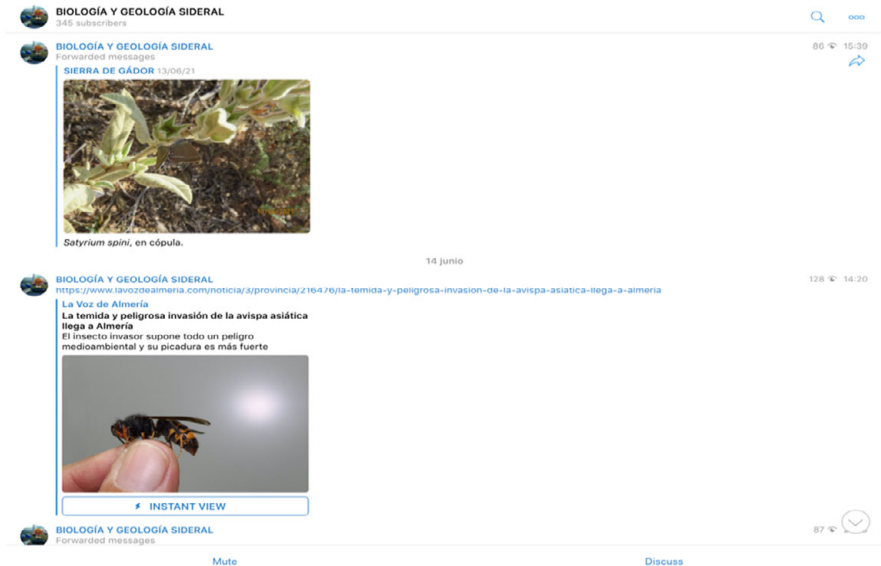 BIOLOGÍA Y GEOLOGÍA SIDERAL
345 subscribers
BIOLOGÍA Y GEOLOGÍA SIDERAL
86 15:39
Forwarded messages
SIERRA DE GÁDOR 13/06/21
Satyrium spini, en cópula.
14 junio
BIOLOGÍA Y GEOLOGÍA SIDERAL
128 14:20
https://www.lavozdealmeria.com/noticia/3/provincia/216476/la-temida-y-peligrosa-invasion-de-la-avispa-asiatica-llega-a-almeria
La Voz de Almería
La temida y peligrosa invasión de la avispa asiática
llega a Almería
El insecto invasor supone todo un peligro
medioambiental y su picadura es más fuerte
INSTANT VIEW
BIOLOGÍA Y GEOLOGÍA SIDERAL
87
Forwarded messages
Mute
Discuss